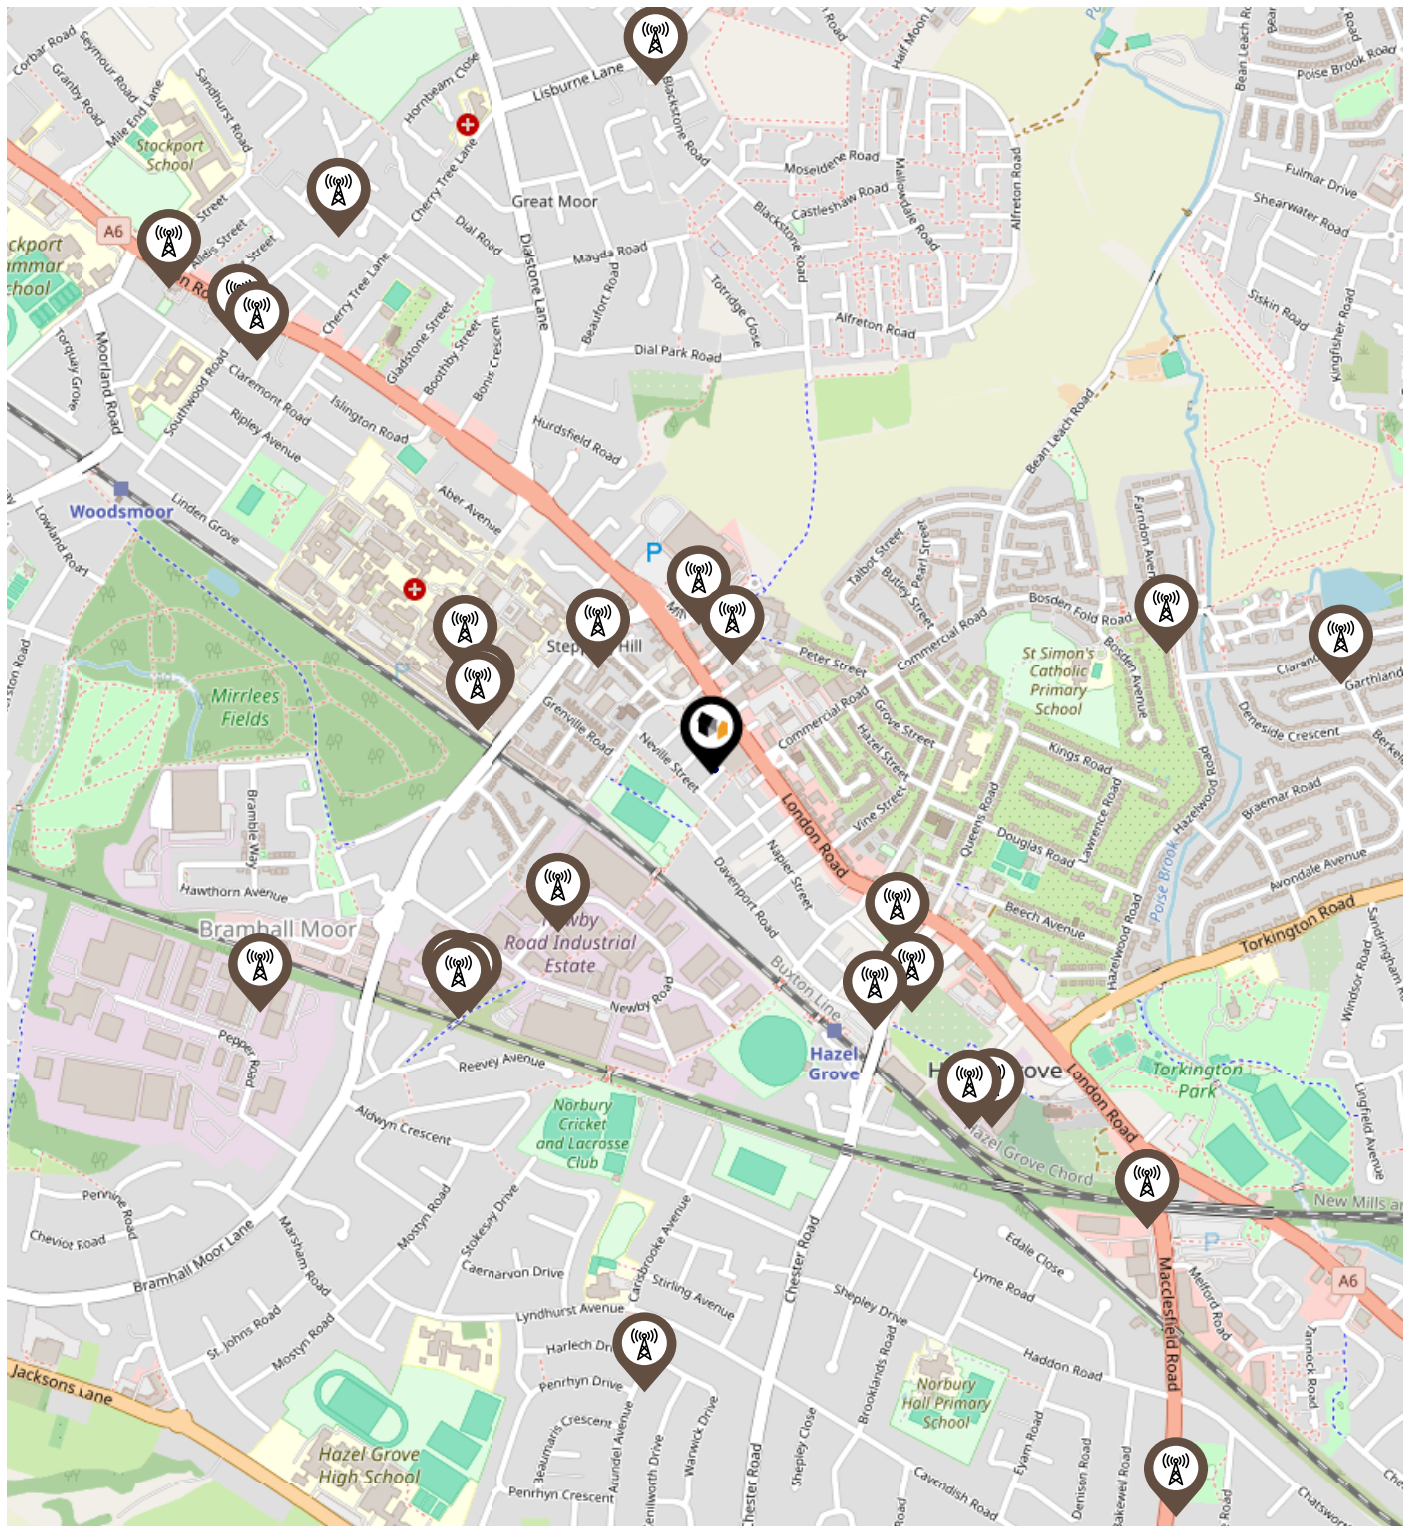 Corbar Road
Seymour Road
Granby Road
Mile End Lane
Sandhurst Road
Stockport
School
Hornbeam Close
Lisburne Lane
Blackstone Road
Half Moon L
Road
Bean Leach Road
Poise Brook Road
Moseldene Road
Mallowdale Road
Castleshaw Road
Blackstone
Road
Alfreton Road
Fulmar Drive
Shearwater Road
Siskin Road
Kingfisher Road
Great Moor
Cherry Tree Lane
Dial Road
Dialstone Lane
Magda Road
Beaufort Road
Totridge Close
Alfreton Road
Dial Park Road
A6
Street
Alldis Street
Street
ckport
ammar
chool
Cherry Tree Lane
Gladstone Street
Boothby Street
Bonis Crescent
Torquay Grove
Moorland Road
Southwood Road
Claremont Road
Ripley Avenue
Islington Road
Hurdsfield Road
Bean Leach Road
Aber Avenue
Woodsmoor
Linden Grove
Lowland Road
P
Farndon Aven
Talbot Street
Butley Street
Pearl Street
Bosden Fold Road
Bosden Avenue
Commercial Road
Peter Street
Hill
St Simon's
Catholic
Primary
School
Garthland
Deneside Crescent
Berkele
Mirrlees
Fields
P
Grenville Road
Neville Street
Commercial Road
Grove Street
Hazel Street
Vine Street
Kings Road
Queens Road
Douglas Road
Lawrence Road
Hazelwood Road
Braemar Road
Avondale Avenue
London Road
Napier Street
Davenport Road
Bramble Way
Hawthorn Avenue
Bramhall Moor
Newby
Road Industrial
Estate
Newby Road
Beech Avenue
Hazelwood Road
Poise Brook
Torkington Road
Sandringham R
Windsor Road
Pepper Road
Reevey Avenue
Buxton Line
Hazel
Grove
Torkington
Park
London Road
Lingfield Avenue
Aldwyn Crescent
Norbury
Cricket
and Lacrosse
Club
Hazel Grove Chord
New Mills an
Pennine Road
Cheviot Road
Bramhall Moor Lane
Marsham Road
Mostyn Road
Stokesay Drive
Caernarvon Drive
Carisbrooke Avenue
Stirling Avenue
Lyndhurst Avenue
Chester Road
Edale Close
Lyme Road
Shepley Drive
P
Melford Road
A6
Macclesfield Road
Tannock Road
St. Johns Road
Mostyn Road
Penrhyn Drive
Jacksons Lane
Hazel Grove
High School
Beaumaris Crescent
Arundel Avenue
Penrhyn Crescent
Kenilworth Drive
Warwick Drive
Chester Road
Shepley Close
Brooklands Road
Norbury
Hall Primary
School
Haddon Road
Eyam Road
Cavendish Road
Denison Road
Bakewell Road
Chatsw